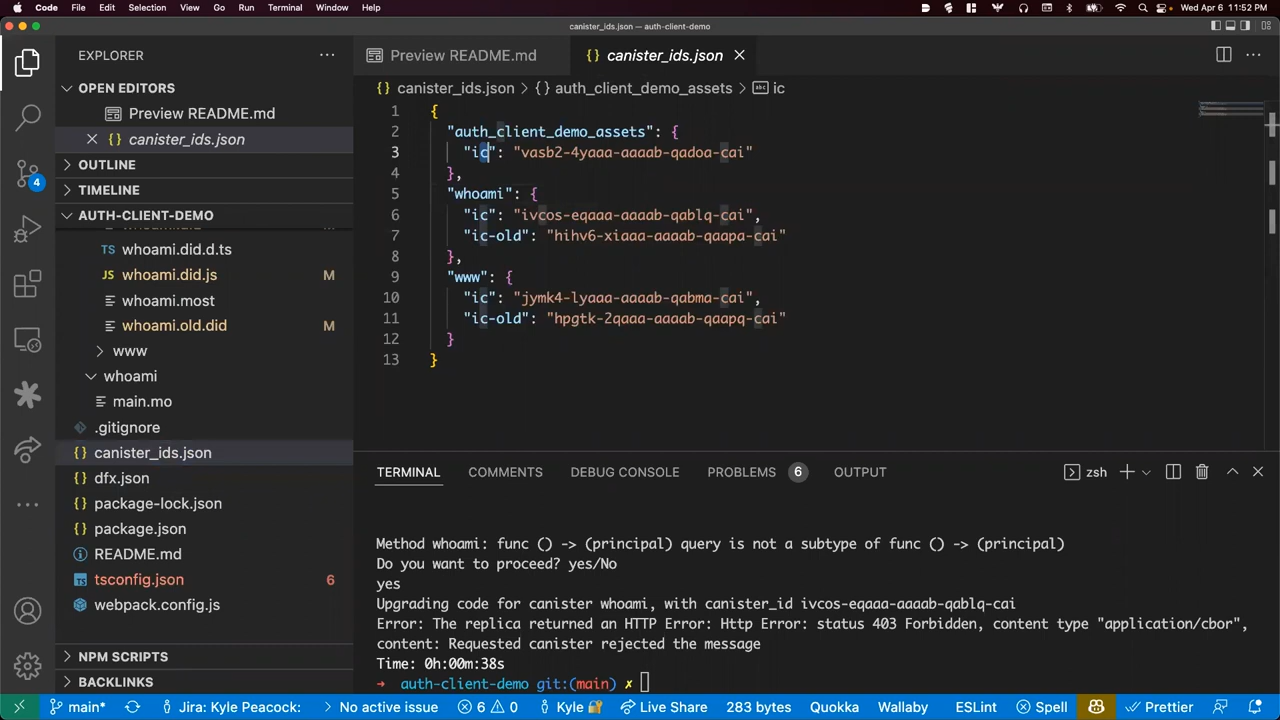 Code File Edit Selection View Go Run Terminal Window Help Wed Apr 6 11:52 PM
canister_ids.json — auth-client-demo
EXPLORER
OPEN EDITORS
Preview README.md
canister_ids.json
OUTLINE
TIMELINE
AUTH-CLIENT-DEMO
whoami.did.d.ts
whoami.did.js M
whoami.most
whoami.old.did M
www
whoami
main.mo
.gitignore
canister_ids.json
dfx.json
package-lock.json
package.json
README.md
tsconfig.json 6
webpack.config.js
NPM SCRIPTS
BACKLINKS
4
Preview README.md
{} canister_ids.json
{} canister_ids.json > {} auth_client_demo_assets > abc ic
1 {
2 "auth_client_demo_assets": {
3 "ic": "vasb2-4yaaa-aaaab-qadoa-cai"
4 },
5 "whoami": {
6 "ic": "ivcos-eqaaa-aaaab-qablq-cai",
7 "ic-old": "hihv6-xiaaa-aaaab-qaapa-cai"
8 },
9 "www": {
10 "ic": "jymk4-lyaaa-aaaab-qabma-cai",
11 "ic-old": "hpgtk-2qaaa-aaaab-qaapq-cai"
12 }
13 }
TERMINAL COMMENTS DEBUG CONSOLE PROBLEMS 6 OUTPUT zsh
Method whoami: func () -> (principal) query is not a subtype of func () -> (principal)
Do you want to proceed? yes/No
yes
Upgrading code for canister whoami, with canister_id ivcos-eqaaa-aaaab-qablq-cai
Error: The replica returned an HTTP Error: Http Error: status 403 Forbidden, content type "application/cbor",
content: Requested canister rejected the message
Time: 0h:00m:38s
→ auth-client-demo git:(main) ✗
main* Jira: Kyle Peacock: No active issue 6 0 Kyle Live Share 283 bytes Quokka Wallaby ESLint Spell Prettier